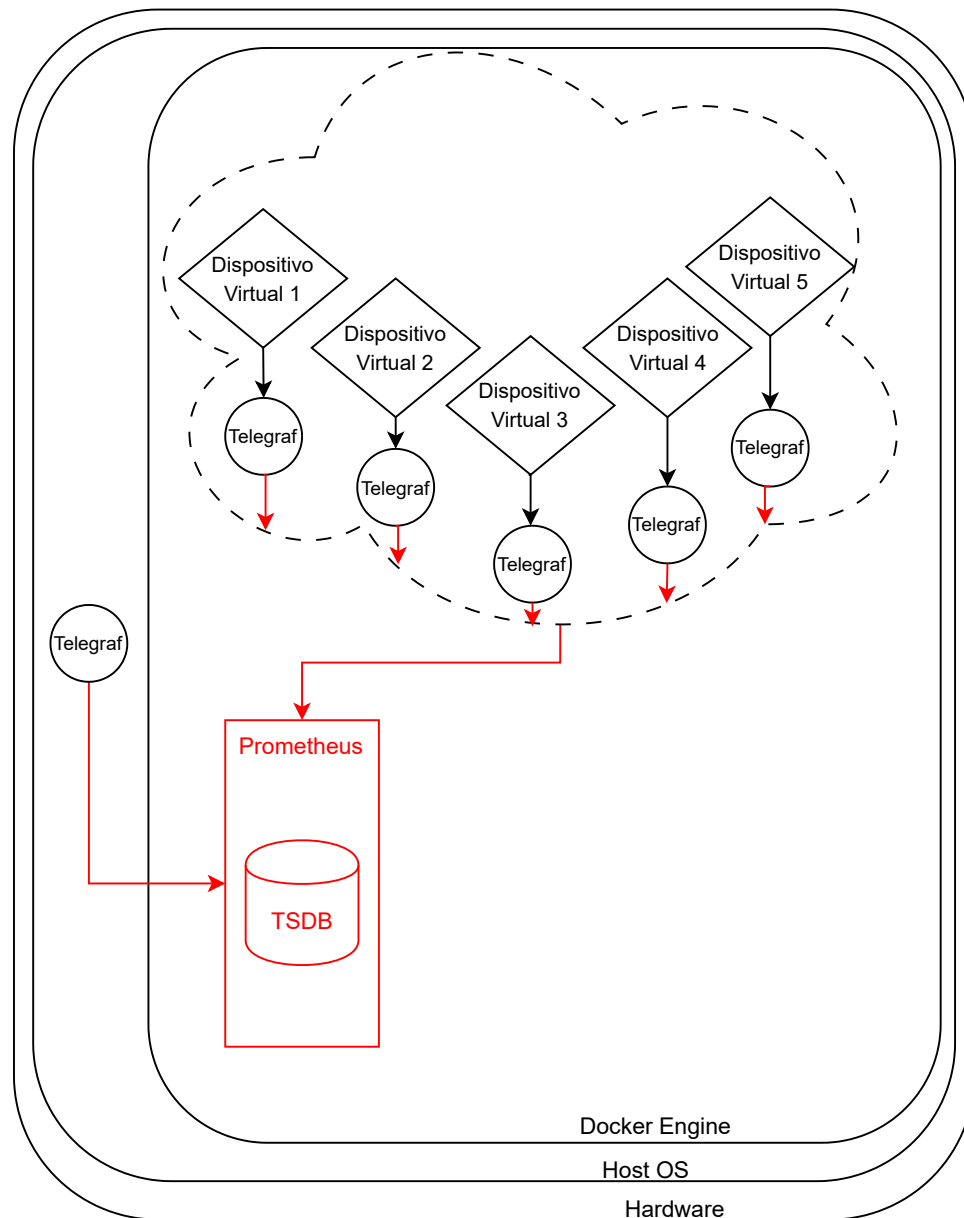 Dispositivo
Virtual 1
Dispositivo
Virtual 2
Dispositivo
Virtual 3
Dispositivo
Virtual 4
Dispositivo
Virtual 5
Telegraf
Telegraf
Telegraf
Telegraf
Telegraf
Telegraf
Prometheus
TSDB
Docker Engine
Host OS
Hardware